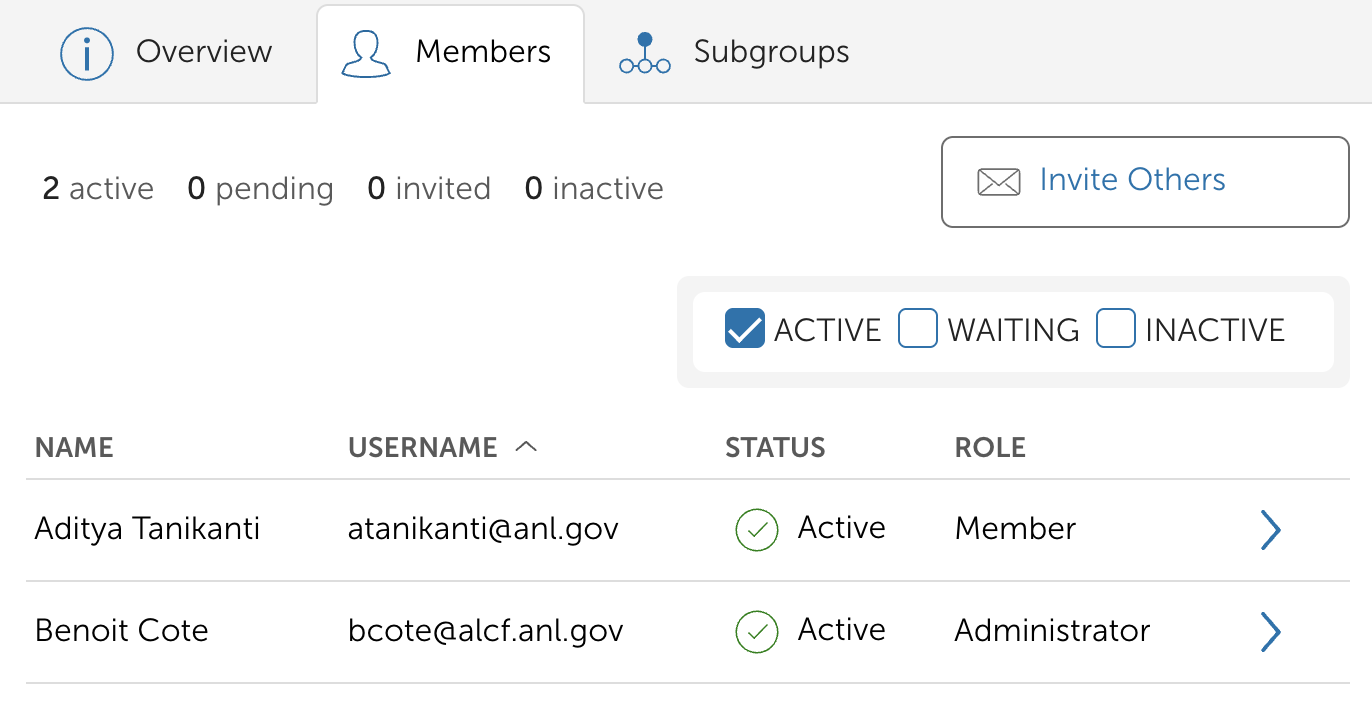 Overview Members Subgroups
2 active 0 pending 0 invited 0 inactive
Invite Others
ACTIVE WAITING INACTIVE
NAME USERNAME STATUS ROLE
Aditya Tanikanti atanikanti@anl.gov Active Member
Benoit Cote bcote@alcf.anl.gov Active Administrator